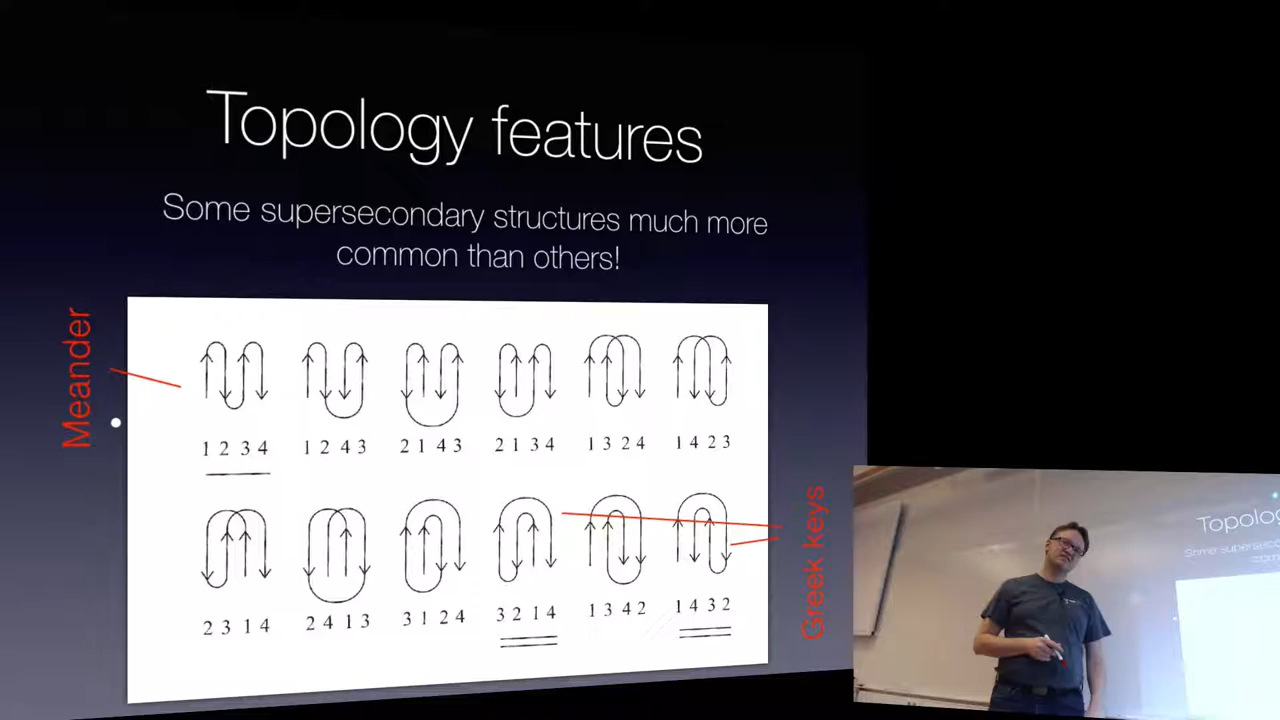 Topology features
Some supersecondary structures much more
common than others!
Meander
1 2 3 4
1 2 4 3
2 1 4 3
2 1 3 4
1 3 2 4
1 4 2 3
Greek keys
2 3 1 4
2 4 1 3
3 1 2 4
3 2 1 4
1 3 4 2
1 4 3 2
Topolo
Some supersec